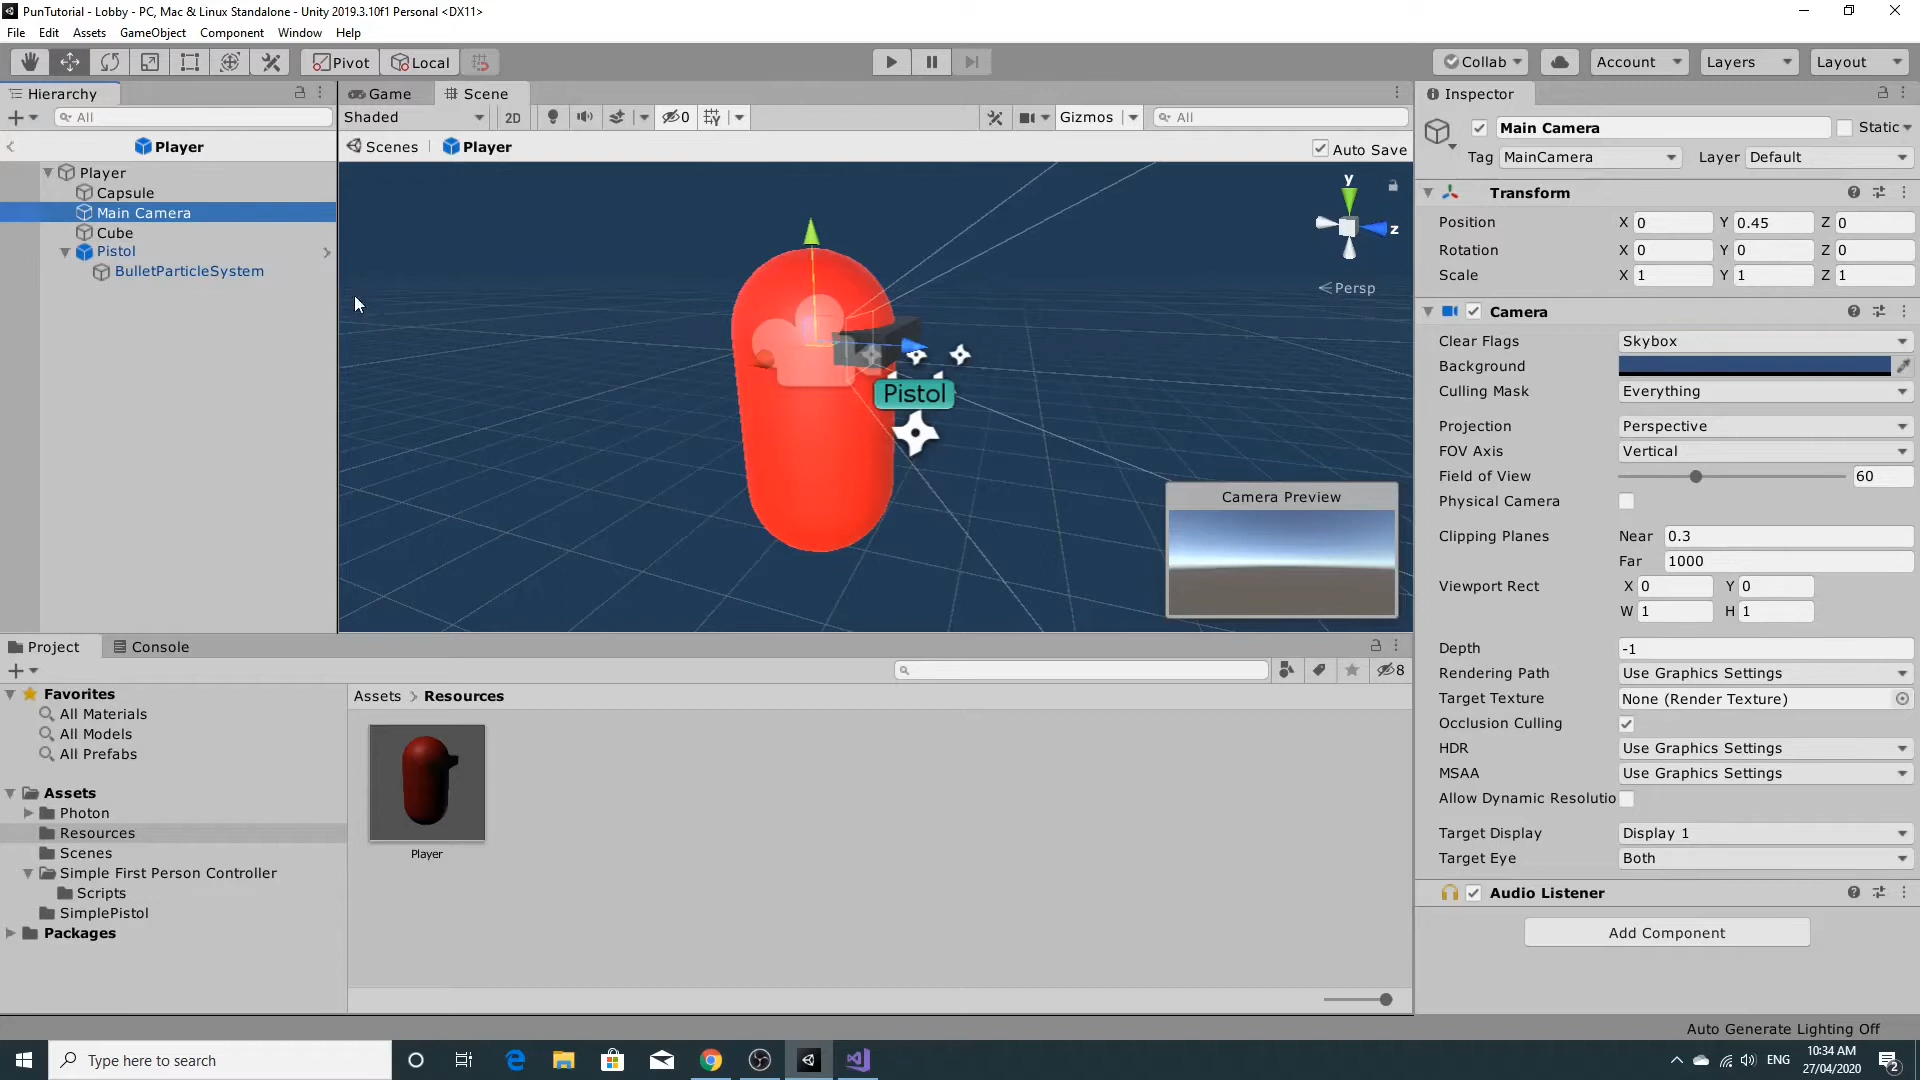 PunTutorial - Lobby - PC, Mac & Linux Standalone - Unity 2019.3.10f1 Personal <DX11>
File Edit Assets GameObject Component Window Help
Pivot Local Collab Account Layers Layout
Hierarchy
All
Player
Player
Capsule
Main Camera
Cube
Pistol
BulletParticleSystem
Game Scene
Shaded 2D 0 Gizmos All
Scenes Player Auto Save
y
z
Persp
Pistol
Camera Preview
Inspector
Main Camera Static
Tag MainCamera Layer Default
Transform
Position X 0 Y 0.45 Z 0
Rotation X 0 Y 0 Z 0
Scale X 1 Y 1 Z 1
Camera
Clear Flags Skybox
Background
Culling Mask Everything
Projection Perspective
FOV Axis Vertical
Field of View 60
Physical Camera
Clipping Planes Near 0.3
Far 1000
Viewport Rect X 0 Y 0
W 1 H 1
Depth -1
Rendering Path Use Graphics Settings
Target Texture None (Render Texture)
Occlusion Culling
HDR Use Graphics Settings
MSAA Use Graphics Settings
Allow Dynamic Resolutio
Target Display Display 1
Target Eye Both
Audio Listener
Add Component
Project Console
8
Favorites
All Materials
All Models
All Prefabs
Assets
Photon
Resources
Scenes
Simple First Person Controller
Scripts
SimplePistol
Packages
Assets > Resources
Player
Auto Generate Lighting Off
Type here to search
ENG
10:34 AM
27/04/2020
2